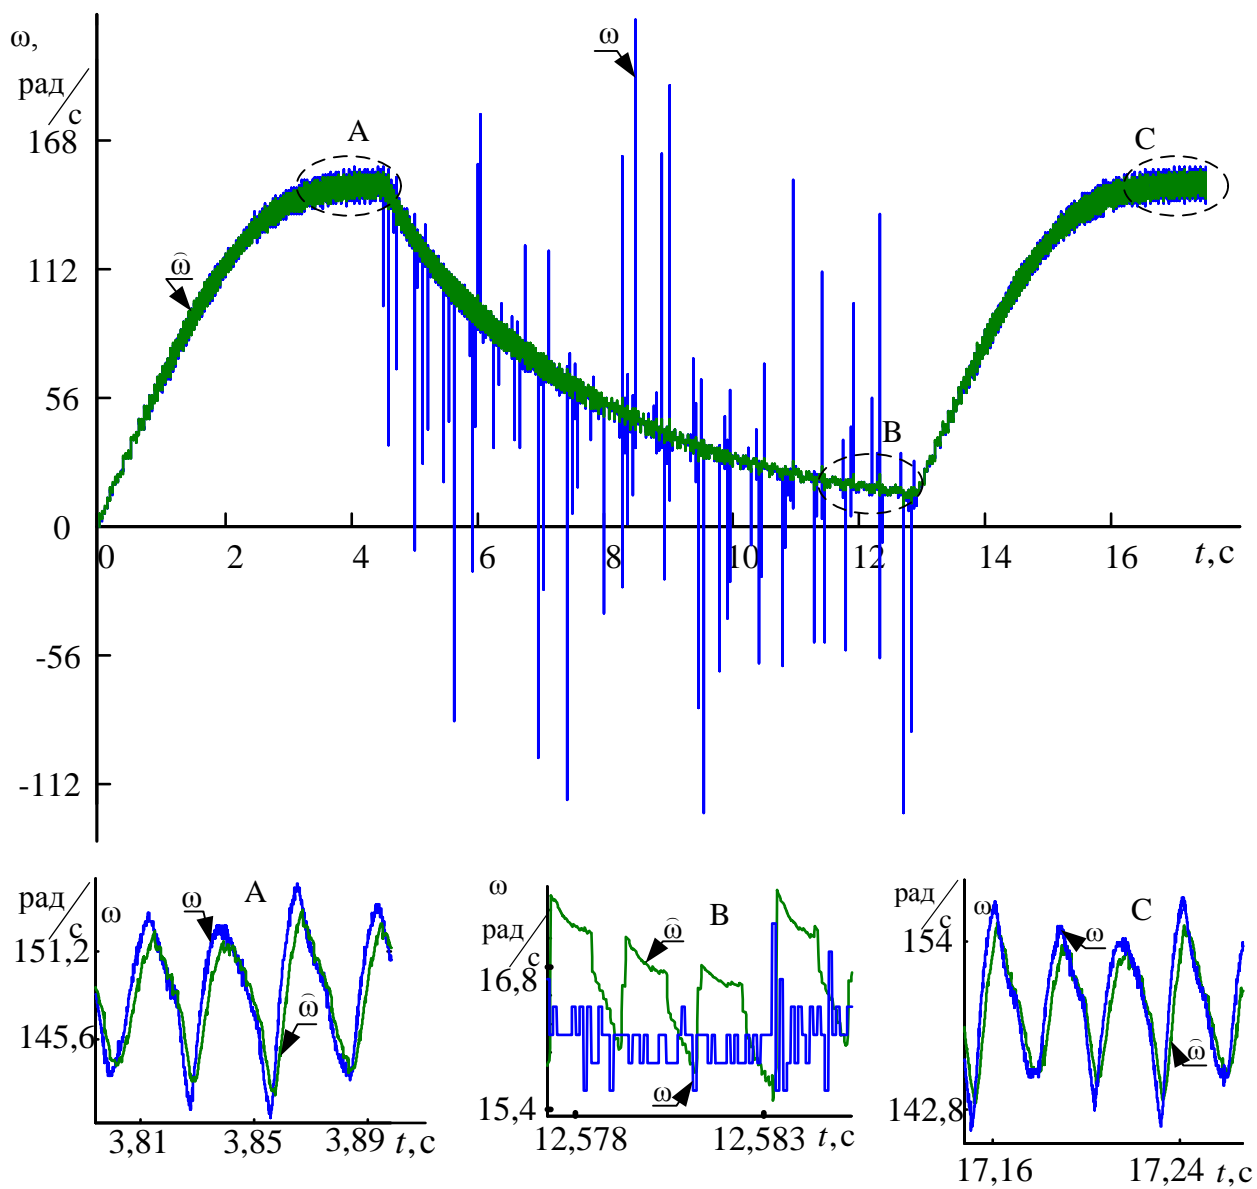 ω,
рад/с
ω
168
A
C
112
ω̂
56
B
0
0 2 4 6 8 10 12 14 16 t,с
-56
-112
рад/с
ω
ω
A
151,2
ω̂
145,6
3,81 3,85 3,89 t,с
ω
рад/с
B
ω̂
16,8
ω
15,4
12,578 12,583 t,с
рад/с
ω
C
154
ω
ω̂
142,8
17,16 17,24 t,с